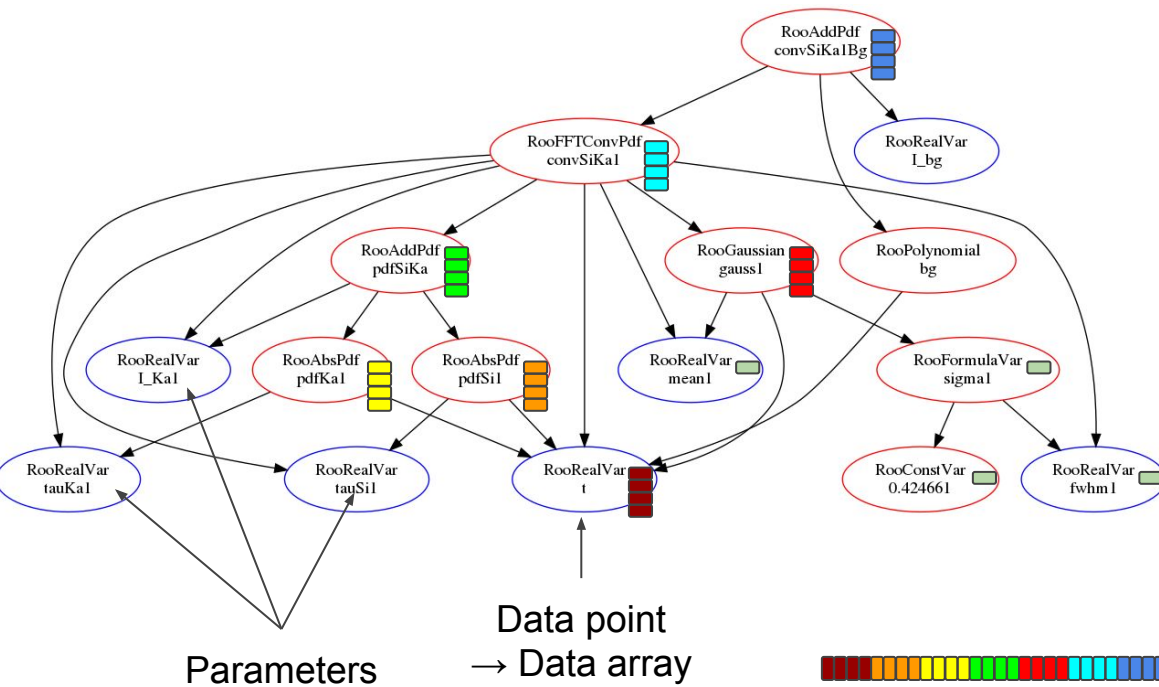 RooAddPdf
convSiKa1Bg
RooFFTConvPdf
convSiKa1
RooRealVar
I_bg
RooAddPdf
pdfSiKa
RooGaussian
gauss1
RooPolynomial
bg
RooRealVar
I_Ka1
RooAbsPdf
pdfKa1
RooAbsPdf
pdfSi1
RooRealVar
mean1
RooFormulaVar
sigma1
RooRealVar
tauKa1
RooRealVar
tauSi1
RooRealVar
t
RooConstVar
0.424661
RooRealVar
fwhm1
Data point
Parameters → Data array